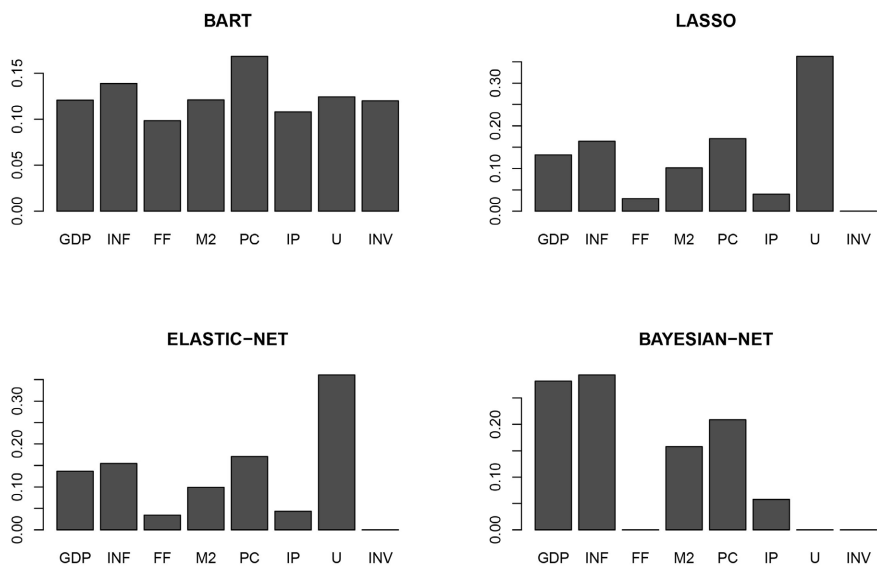 BART
0.15
0.10
0.05
0.00
GDP INF FF M2 PC IP U INV
LASSO
0.30
0.20
0.10
0.00
GDP INF FF M2 PC IP U INV
ELASTIC−NET
0.30
0.20
0.10
0.00
GDP INF FF M2 PC IP U INV
BAYESIAN−NET
0.20
0.10
0.00
GDP INF FF M2 PC IP U INV